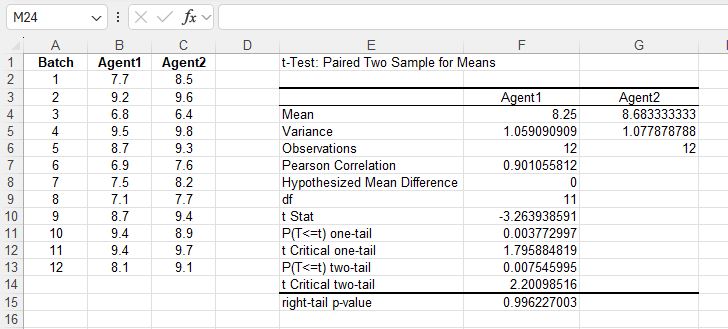 M24 fx
A B C D E F G
1 Batch Agent1 Agent2 t-Test: Paired Two Sample for Means
2 1 7.7 8.5
3 2 9.2 9.6 Agent1 Agent2
4 3 6.8 6.4 Mean 8.25 8.683333333
5 4 9.5 9.8 Variance 1.059090909 1.077878788
6 5 8.7 9.3 Observations 12 12
7 6 6.9 7.6 Pearson Correlation 0.901055812
8 7 7.5 8.2 Hypothesized Mean Difference 0
9 8 7.1 7.7 df 11
10 9 8.7 9.4 t Stat -3.263938591
11 10 9.4 8.9 P(T<=t) one-tail 0.003772997
12 11 9.4 9.7 t Critical one-tail 1.795884819
13 12 8.1 9.1 P(T<=t) two-tail 0.007545995
14 t Critical two-tail 2.20098516
15 right-tail p-value 0.996227003
16